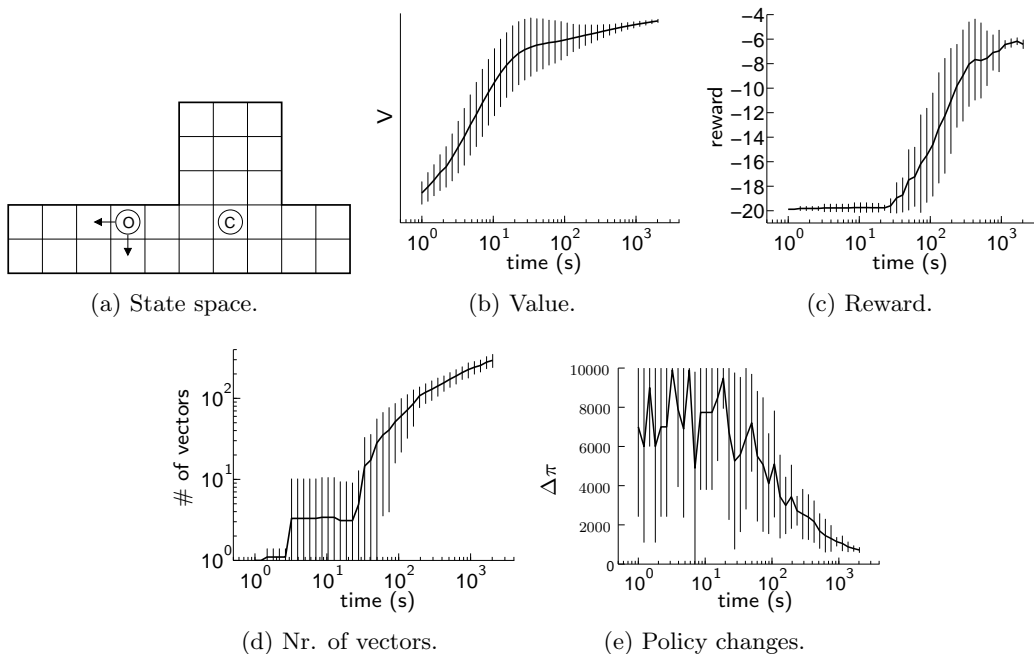 O
C
(a) State space.
V
10^0 10^1 10^2 10^3
time (s)
(b) Value.
reward
−4
−6
−8
−10
−12
−14
−16
−18
−20
10^0 10^1 10^2 10^3
time (s)
(c) Reward.
# of vectors
10^2
10^1
10^0
10^0 10^1 10^2 10^3
time (s)
(d) Nr. of vectors.
Δπ
10000
8000
6000
4000
2000
0
10^0 10^1 10^2 10^3
time (s)
(e) Policy changes.